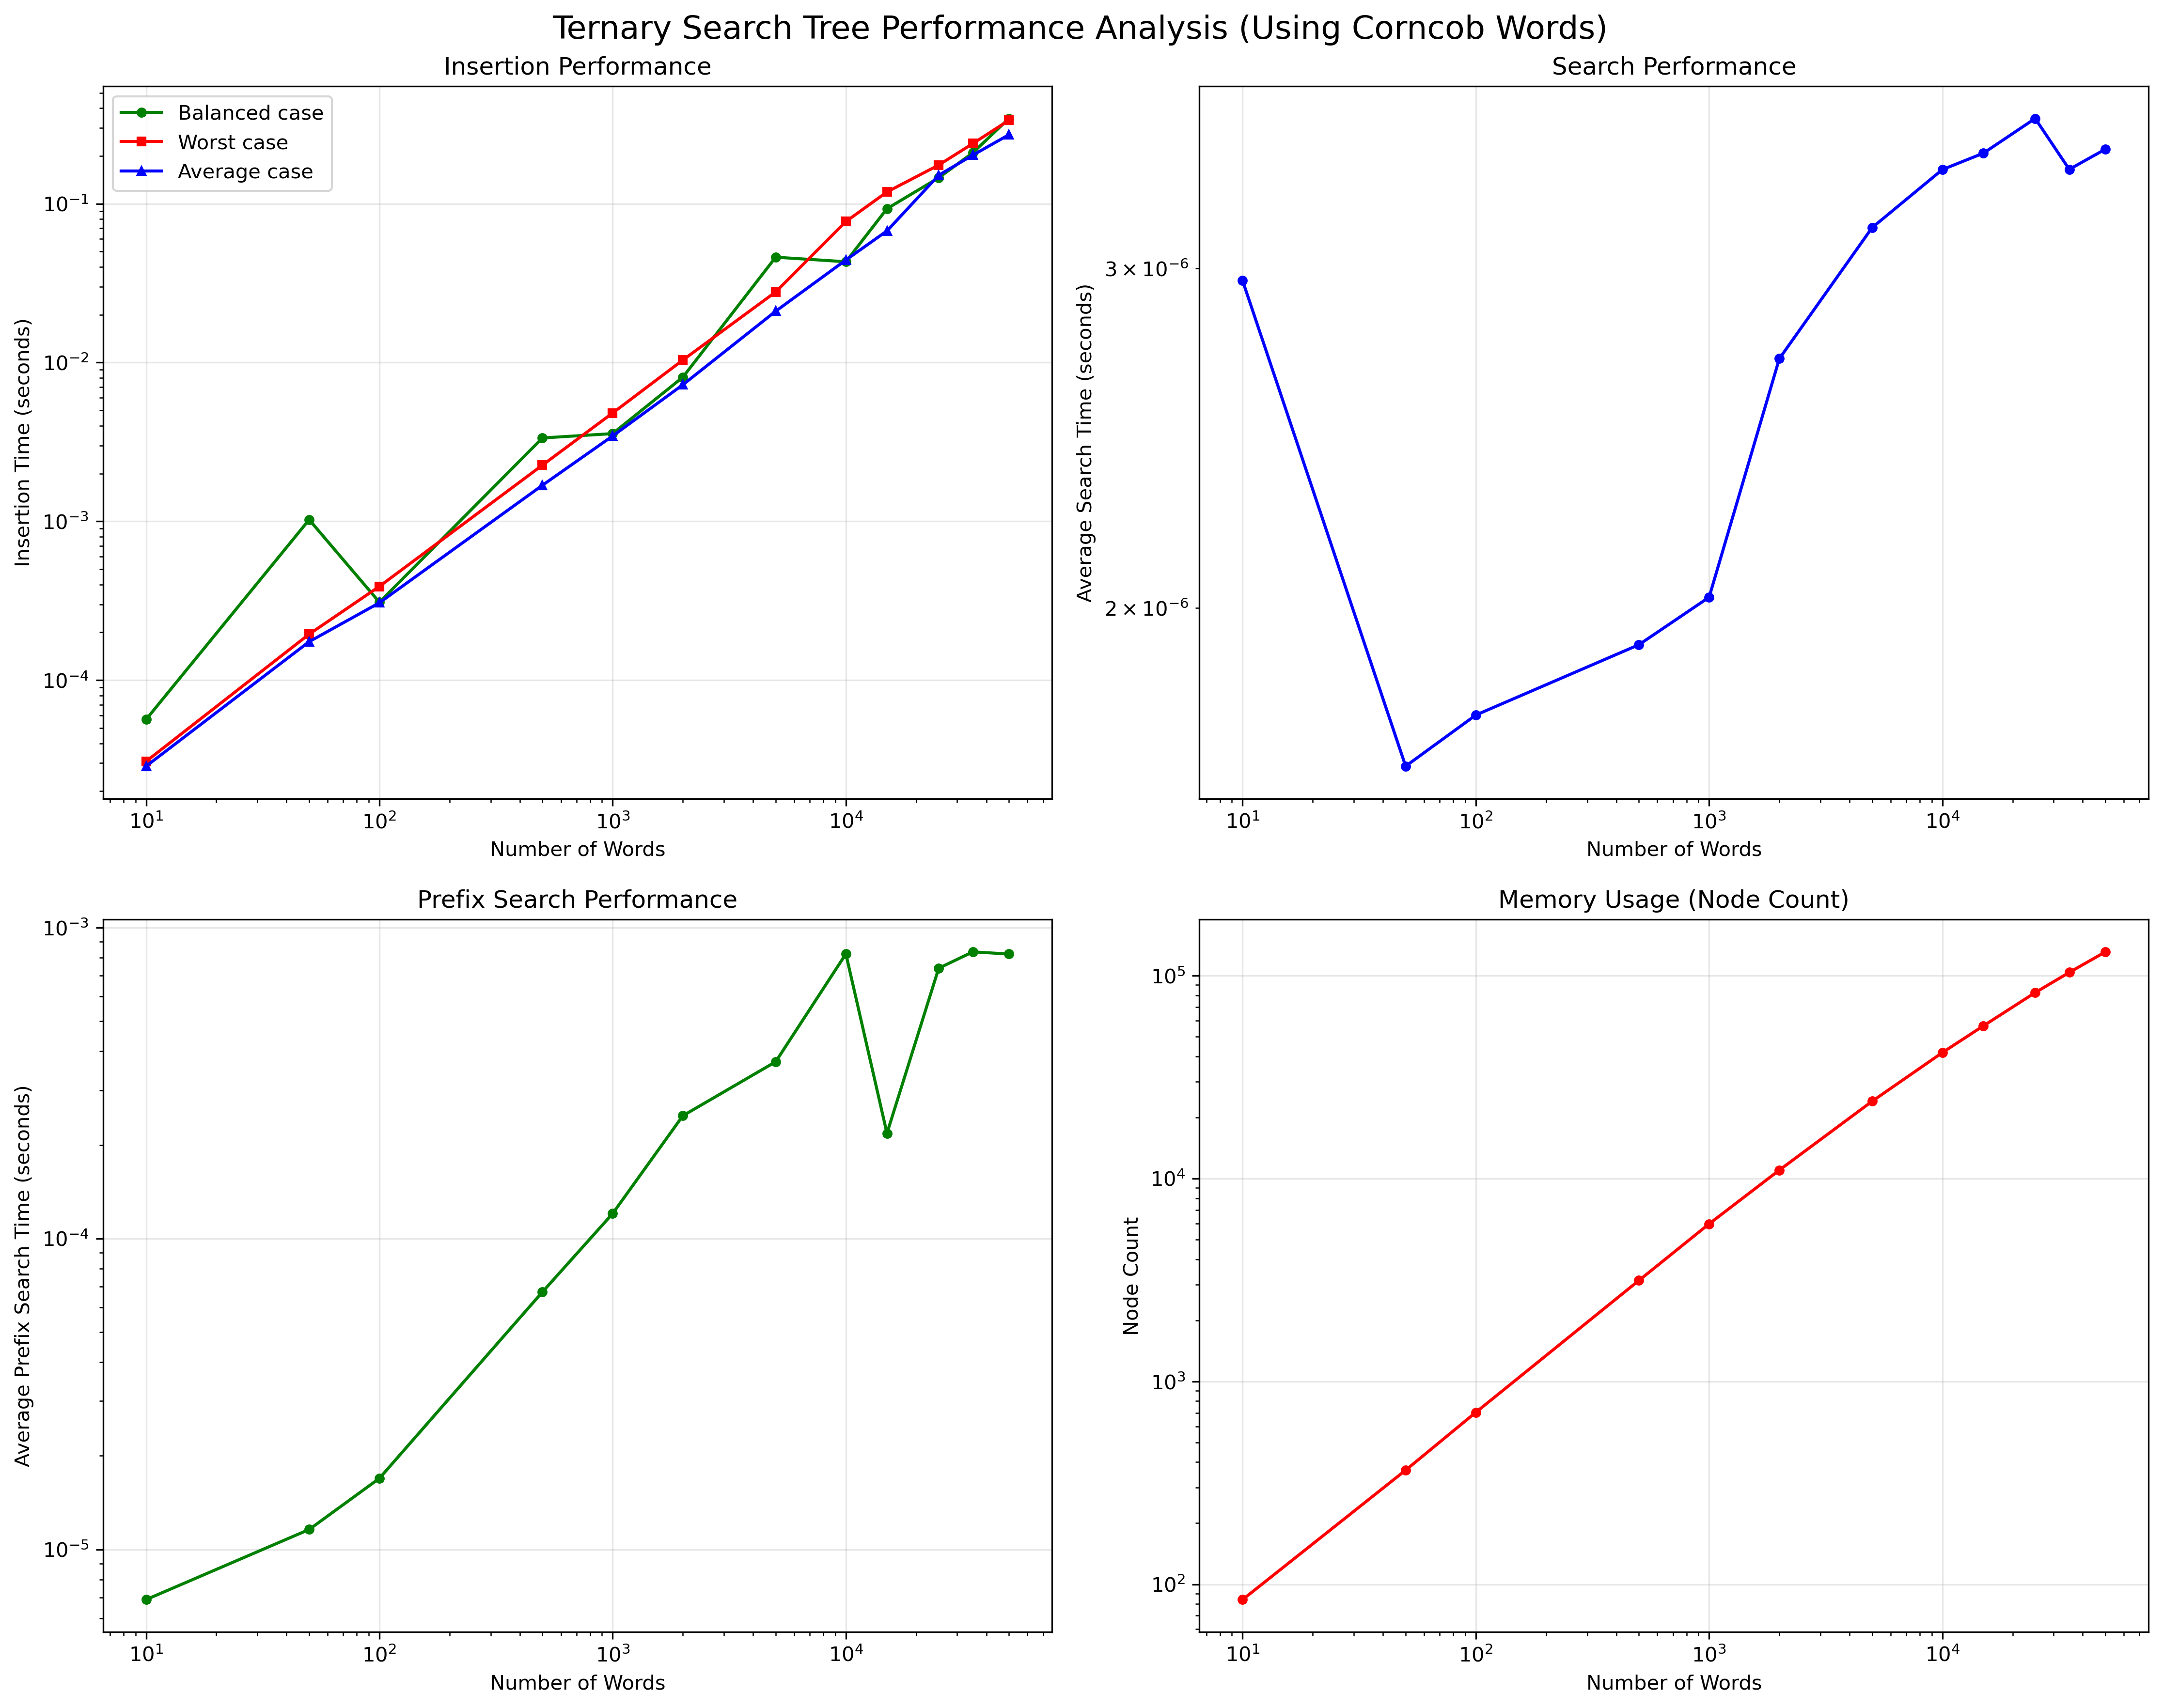 Ternary Search Tree Performance Analysis (Using Corncob Words)
Insertion Performance
Balanced case
Worst case
Average case
Insertion Time (seconds)
10⁻¹
10⁻²
10⁻³
10⁻⁴
10¹ 10² 10³ 10⁴
Number of Words
Search Performance
Average Search Time (seconds)
3 × 10⁻⁶
2 × 10⁻⁶
10¹ 10² 10³ 10⁴
Number of Words
Prefix Search Performance
Average Prefix Search Time (seconds)
10⁻³
10⁻⁴
10⁻⁵
10¹ 10² 10³ 10⁴
Number of Words
Memory Usage (Node Count)
Node Count
10⁵
10⁴
10³
10²
10¹ 10² 10³ 10⁴
Number of Words